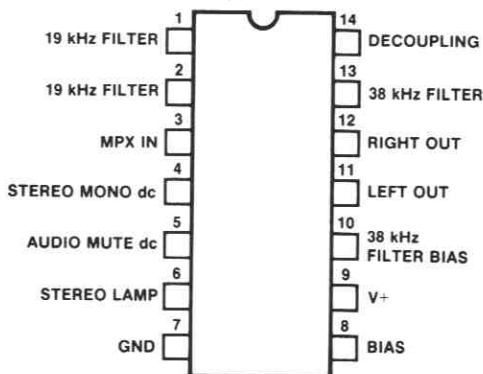 1
19 kHz FILTER
2
19 kHz FILTER
3
MPX IN
4
STEREO MONO dc
5
AUDIO MUTE dc
6
STEREO LAMP
7
GND
14
DECOUPLING
13
38 kHz FILTER
12
RIGHT OUT
11
LEFT OUT
10
38 kHz
FILTER BIAS
9
V+
8
BIAS